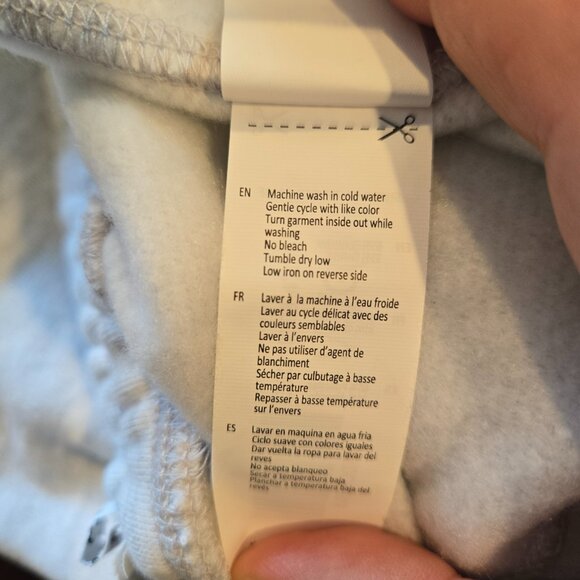 EN Machine wash in cold water
Gentle cycle with like color
Turn garment inside out while
washing
No bleach
Tumble dry low
Low iron on reverse side
FR Laver à la machine à l'eau froide
Laver au cycle délicat avec des
couleurs semblables
Laver à l'envers
Ne pas utiliser d'agent de
blanchiment
Sécher par culbutage à basse
température
Repasser à basse température
sur l'envers
ES Lavar en maquina en agua fria
Ciclo suave con colores iguales
Dar vuelta la ropa para lavar del
reves
No acepta blanqueo
Secar a temperatura baja
Planchar a temperatura baja del
revés